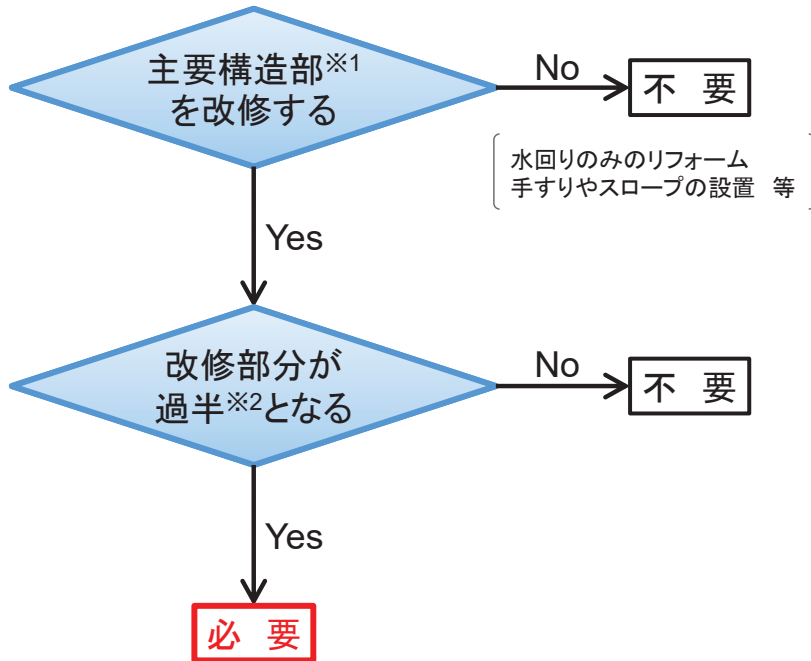 主要構造部※1
を改修する
No
不 要
水回りのみのリフォーム
手すりやスロープの設置 等
Yes
改修部分が
過半※2となる
No
不 要
Yes
必 要